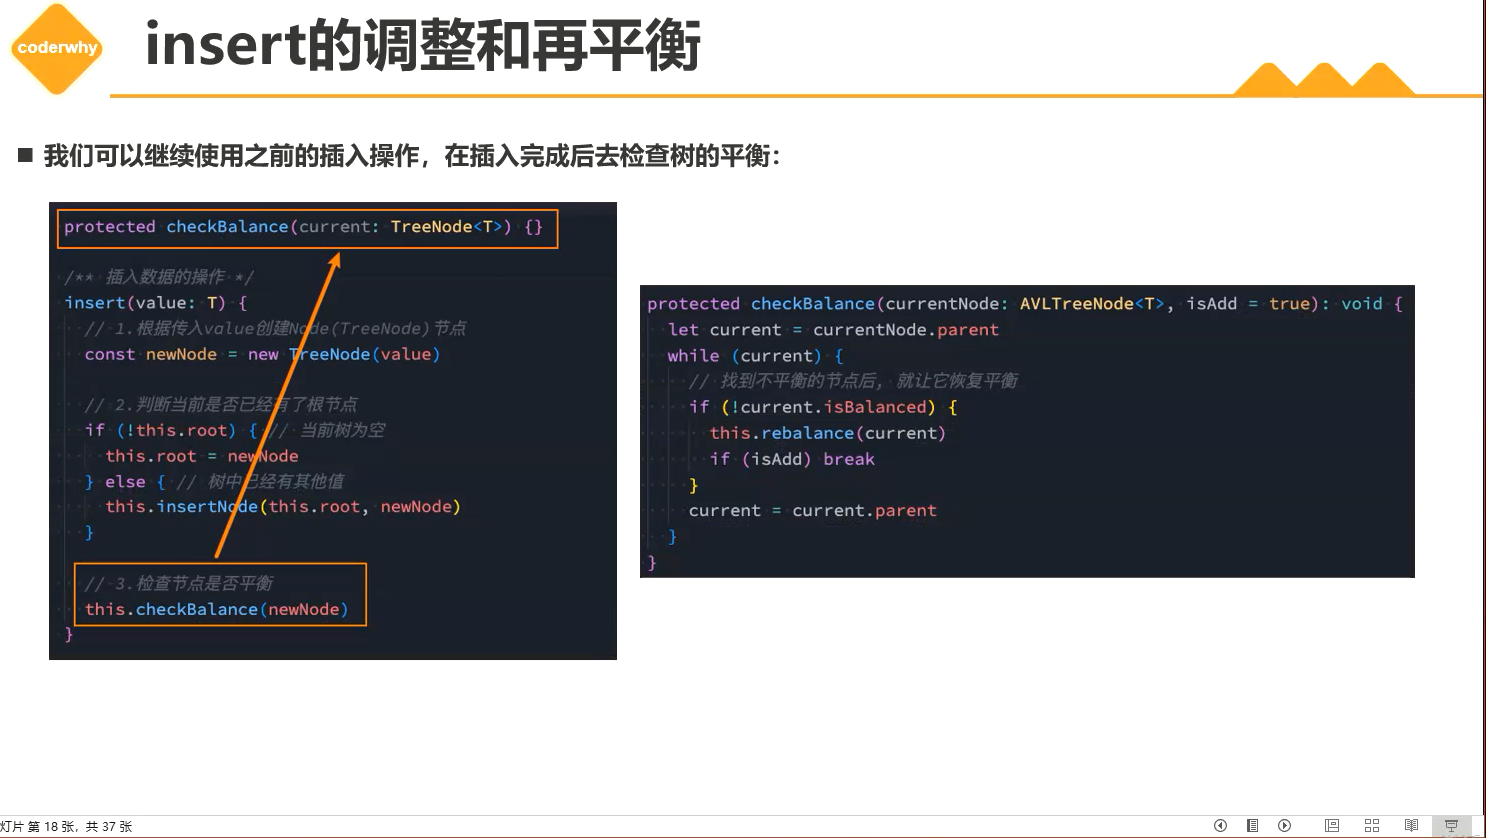 coderwhy
insert的调整和再平衡
■ 我们可以继续使用之前的插入操作，在插入完成后去检查树的平衡：
protected checkBalance(current: TreeNode<T>) {}
/** 插入数据的操作 */
insert(value: T) {
// 1.根据传入value创建Node(TreeNode)节点
const newNode = new TreeNode(value)
// 2.判断当前是否已经有了根节点
if (!this.root) { // 当前树为空
this.root = newNode
} else { // 树中已经有其他值
this.insertNode(this.root, newNode)
}
// 3.检查节点是否平衡
this.checkBalance(newNode)
}
protected checkBalance(currentNode: AVLTreeNode<T>, isAdd = true): void {
let current = currentNode.parent
while (current) {
// 找到不平衡的节点后, 就让它恢复平衡
if (!current.isBalanced) {
this.rebalance(current)
if (isAdd) break
}
current = current.parent
}
}
灯片 第 18 张，共 37 张